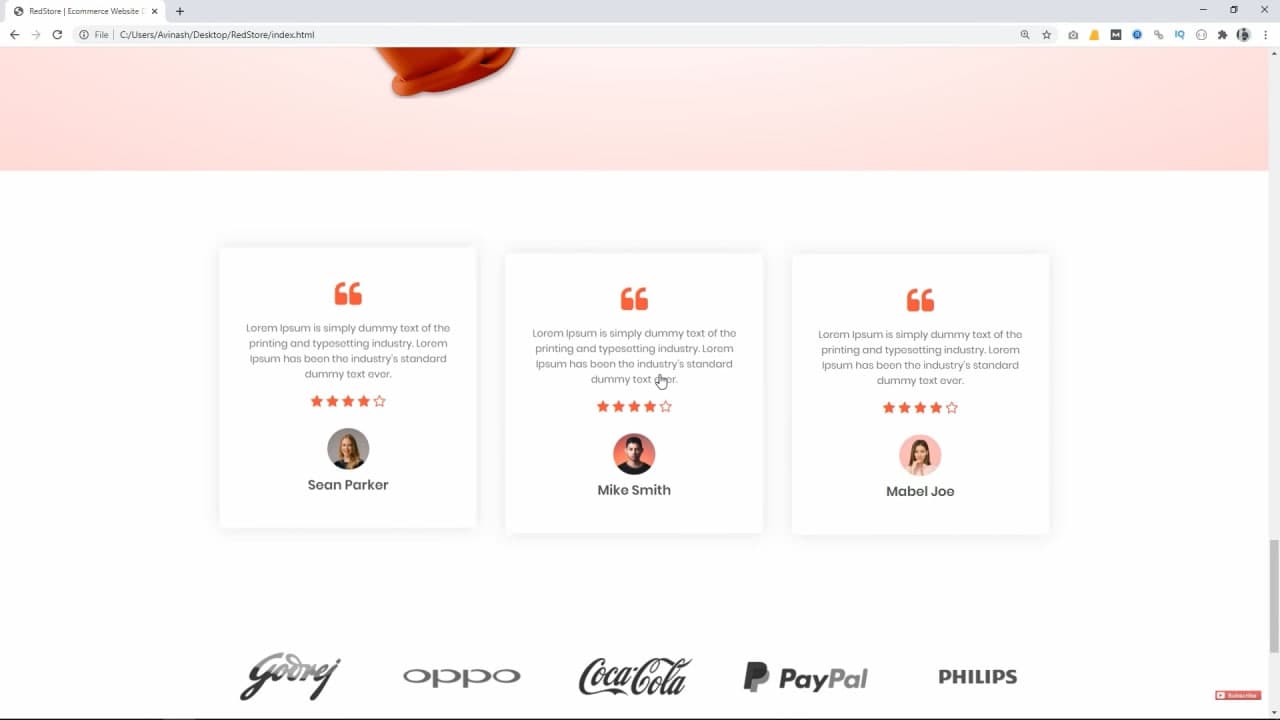 RedStore | Ecommerce Website D
File
C:/Users/Avinash/Desktop/RedStore/index.html
IQ
Lorem Ipsum is simply dummy text of the
printing and typesetting industry. Lorem
Ipsum has been the industry's standard
dummy text ever.
Sean Parker
Lorem Ipsum is simply dummy text of the
printing and typesetting industry. Lorem
Ipsum has been the industry's standard
dummy text ever.
Mike Smith
Lorem Ipsum is simply dummy text of the
printing and typesetting industry. Lorem
Ipsum has been the industry's standard
dummy text ever.
Mabel Joe
Godrej
oppo
Coca-Cola
PayPal
PHILIPS
Subscribe